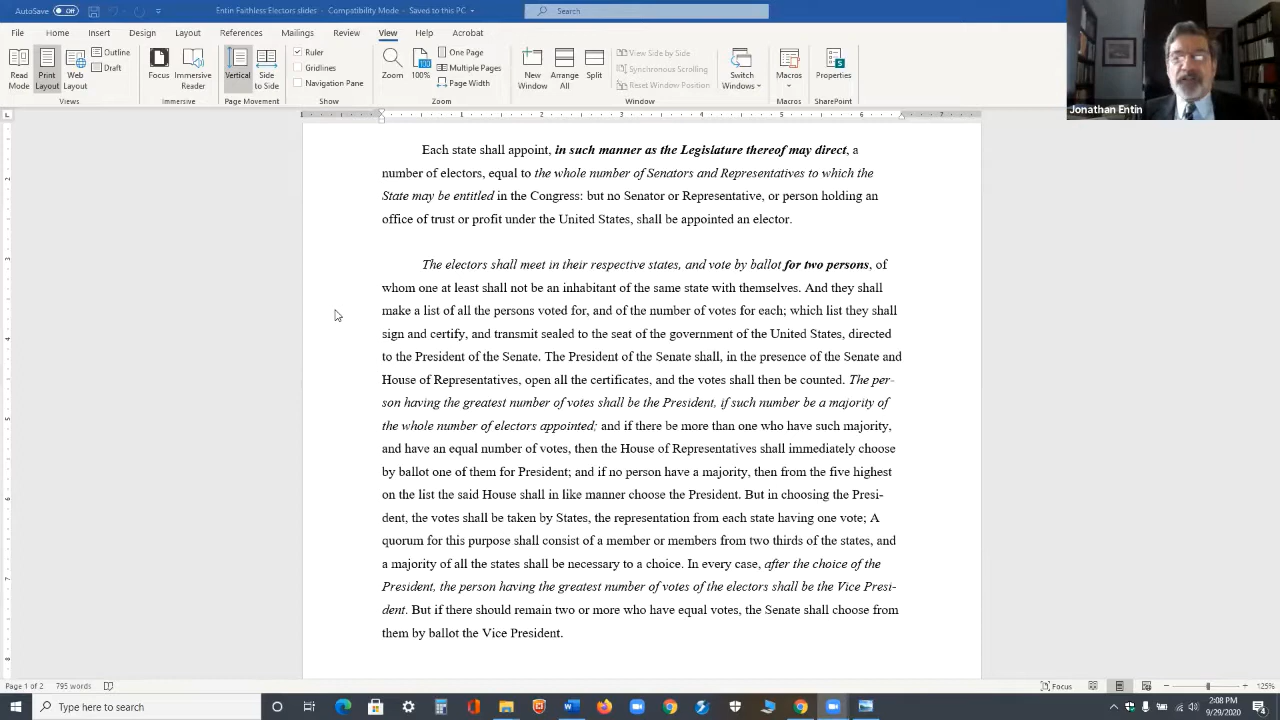 AutoSave Off
Entin Faithless Electors slides - Compatibility Mode - Saved to this PC
Search
File Home Insert Design Layout References Mailings Review View Help Acrobat
Read Mode
Print Layout
Web Layout
Outline
Draft
Views
Focus
Immersive Reader
Immersive
Vertical
Side to Side
Page Movement
Ruler
Gridlines
Navigation Pane
Show
Zoom
100%
One Page
Multiple Pages
Page Width
Zoom
New Window
Arrange All
Split
View Side by Side
Synchronous Scrolling
Reset Window Position
Window
Switch Windows
Macros
Macros
Properties
SharePoint
Jonathan Entin
1 2 3 4 5 6 7
Each state shall appoint, in such manner as the Legislature thereof may direct, a
number of electors, equal to the whole number of Senators and Representatives to which the
State may be entitled in the Congress: but no Senator or Representative, or person holding an
office of trust or profit under the United States, shall be appointed an elector.
The electors shall meet in their respective states, and vote by ballot for two persons, of
whom one at least shall not be an inhabitant of the same state with themselves. And they shall
make a list of all the persons voted for, and of the number of votes for each; which list they shall
sign and certify, and transmit sealed to the seat of the government of the United States, directed
to the President of the Senate. The President of the Senate shall, in the presence of the Senate and
House of Representatives, open all the certificates, and the votes shall then be counted. The per-
son having the greatest number of votes shall be the President, if such number be a majority of
the whole number of electors appointed; and if there be more than one who have such majority,
and have an equal number of votes, then the House of Representatives shall immediately choose
by ballot one of them for President; and if no person have a majority, then from the five highest
on the list the said House shall in like manner choose the President. But in choosing the Presi-
dent, the votes shall be taken by States, the representation from each state having one vote; A
quorum for this purpose shall consist of a member or members from two thirds of the states, and
a majority of all the states shall be necessary to a choice. In every case, after the choice of the
President, the person having the greatest number of votes of the electors shall be the Vice Presi-
dent. But if there should remain two or more who have equal votes, the Senate shall choose from
them by ballot the Vice President.
Page 1 of 2 795 words
Focus
125%
Type here to search
2:08 PM
9/29/2020